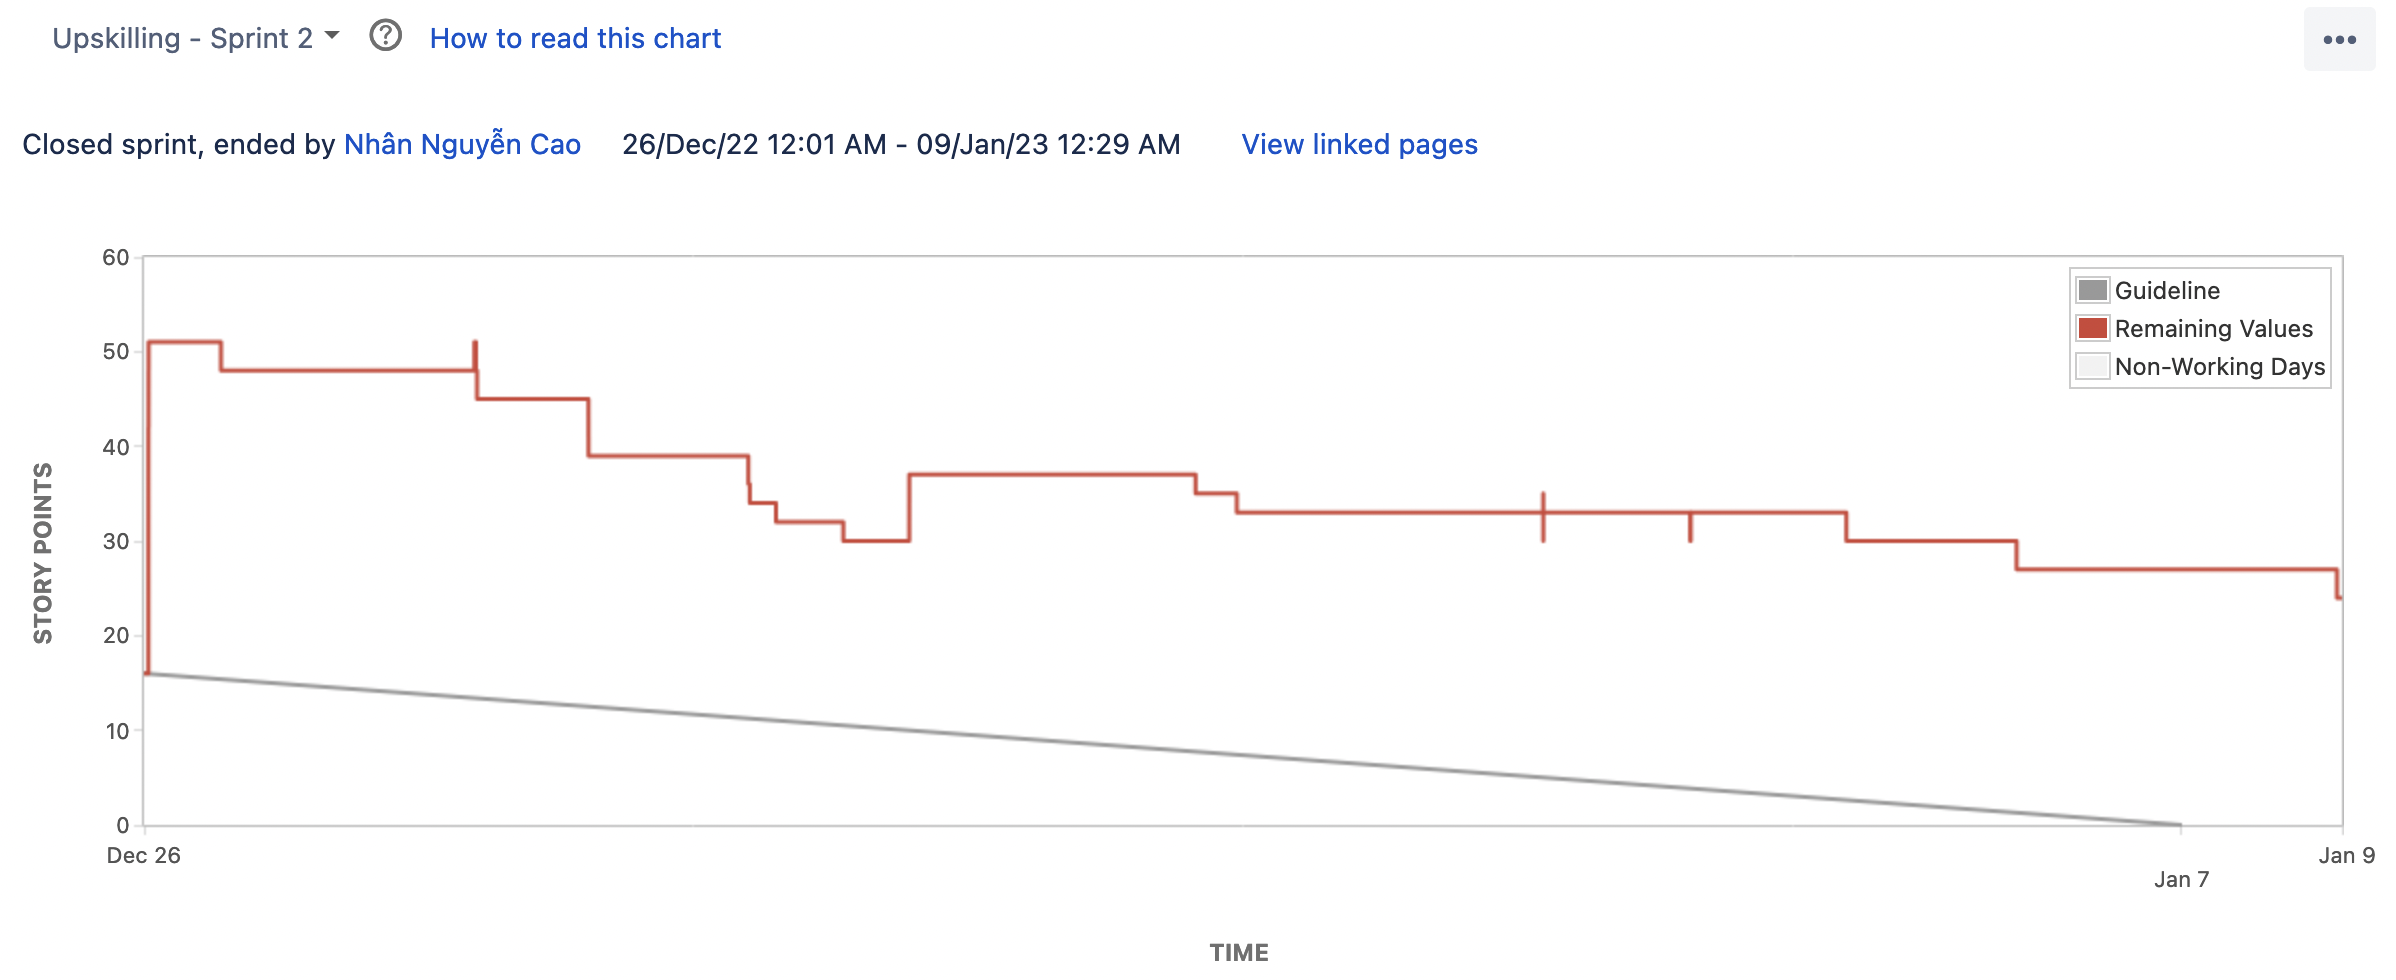 Upskilling - Sprint 2 How to read this chart
Closed sprint, ended by Nhân Nguyễn Cao 26/Dec/22 12:01 AM - 09/Jan/23 12:29 AM View linked pages
STORY POINTS
60
50
40
30
20
10
0
Guideline
Remaining Values
Non-Working Days
Dec 26
Jan 7
Jan 9
TIME